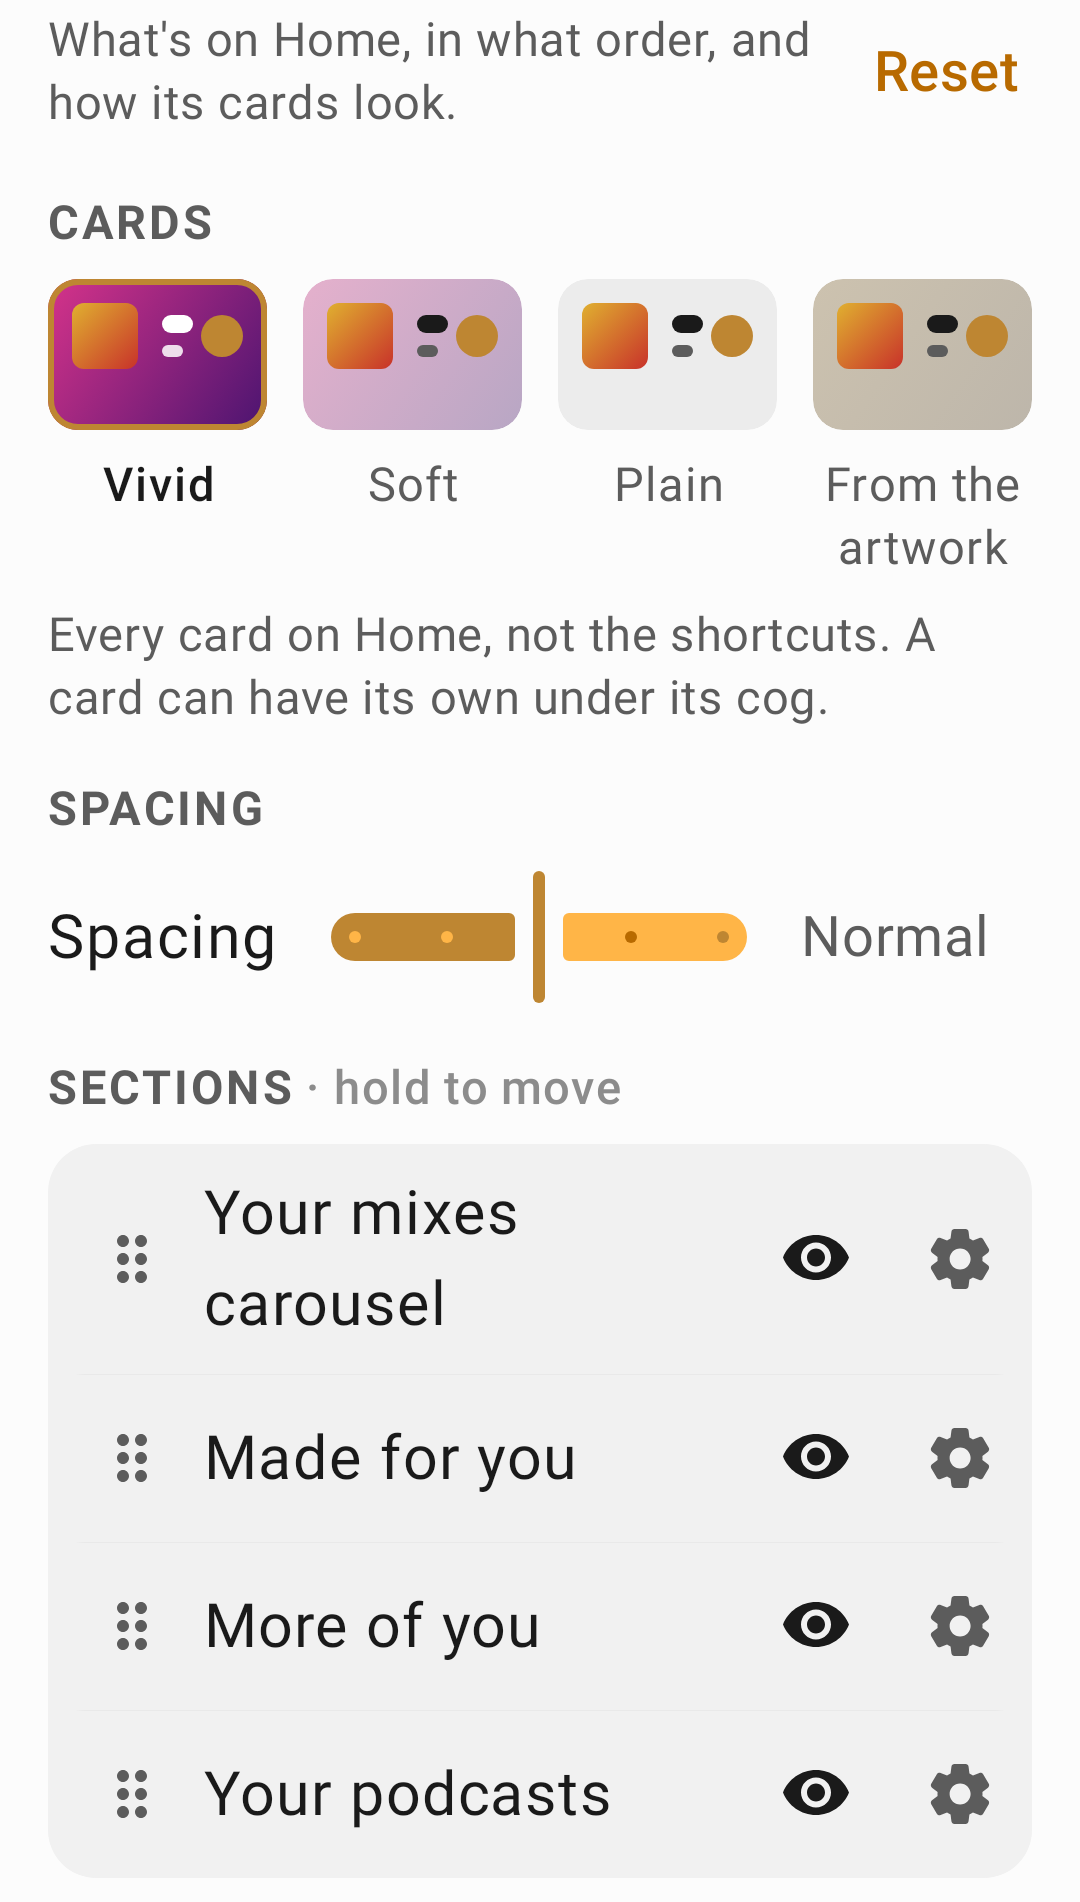 What's on Home, in what order, and
how its cards look.
Reset
CARDS
Vivid
Soft
Plain
From the
artwork
Every card on Home, not the shortcuts. A
card can have its own under its cog.
SPACING
Spacing
Normal
SECTIONS · hold to move
Your mixes
carousel
Made for you
More of you
Your podcasts